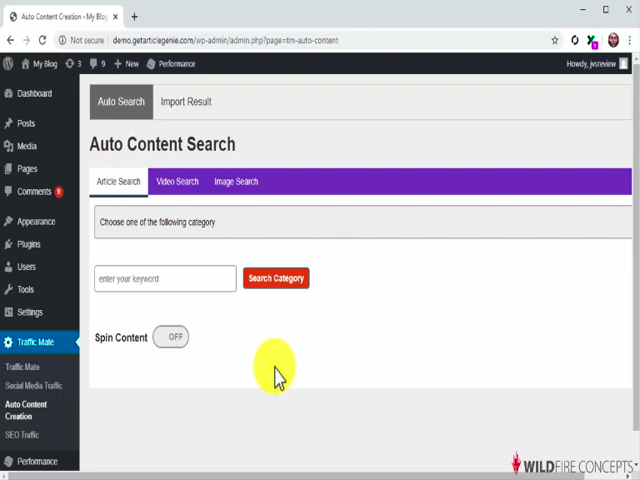 Auto Content Creation ‹ My Blog
Not secure demo.getarticlegenie.com/wp-admin/admin.php?page=tm-auto-content
My Blog 3 9 New Performance Howdy, jvsreview
Dashboard
Posts
Media
Pages
Comments 9
Appearance
Plugins
Users
Tools
Settings
Traffic Mate
Traffic Mate
Social Media Traffic
Auto Content
Creation
SEO Traffic
Performance
Auto Search Import Result
Auto Content Search
Article Search Video Search Image Search
Choose one of the following category
enter your keyword Search Category
Spin Content OFF
WILDFIRE CONCEPTS